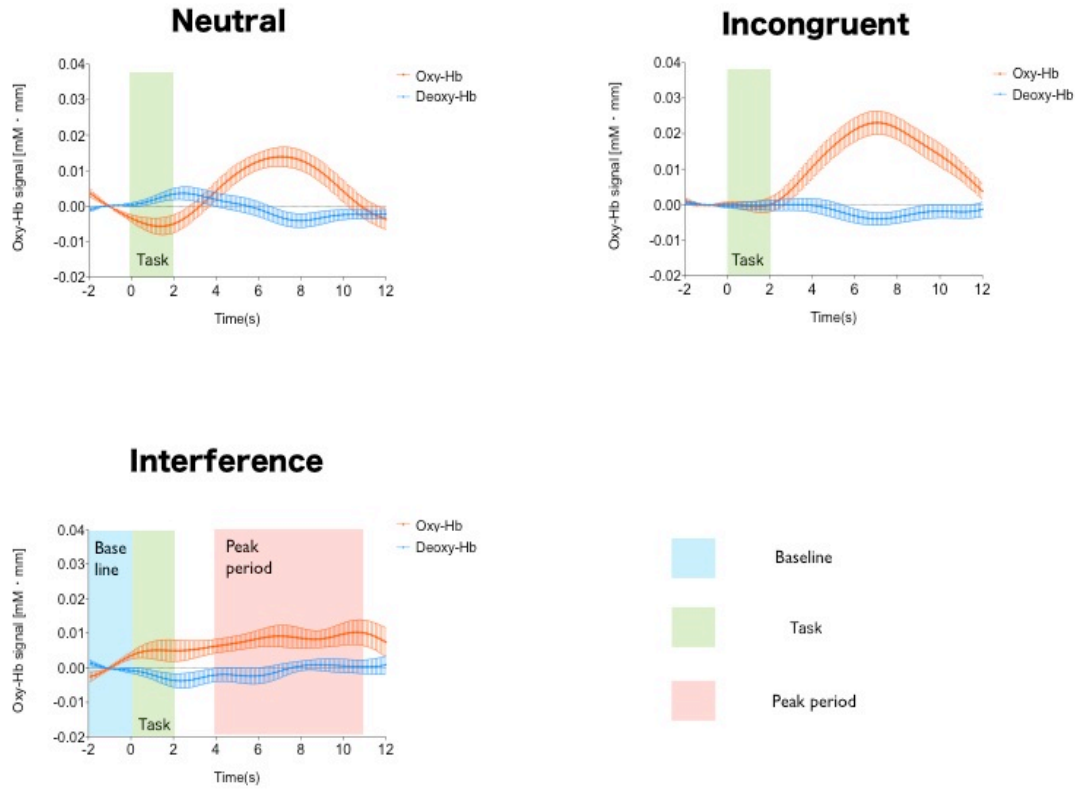 Neutral
Incongruent
0.04
0.03
0.02
0.01
0.00
-0.01
-0.02
Oxy-Hb signal [mM・mm]
Oxy-Hb
Deoxy-Hb
Task
-2 0 2 4 6 8 10 12
Time(s)
0.04
0.03
0.02
0.01
0.00
-0.01
-0.02
Oxy-Hb signal [mM・mm]
Oxy-Hb
Deoxy-Hb
Task
-2 0 2 4 6 8 10 12
Time(s)
Interference
0.04
0.03
0.02
0.01
0.00
-0.01
-0.02
Oxy-Hb signal [mM・mm]
Base
line
Peak
period
Oxy-Hb
Deoxy-Hb
Task
-2 0 2 4 6 8 10 12
Time(s)
Baseline
Task
Peak period